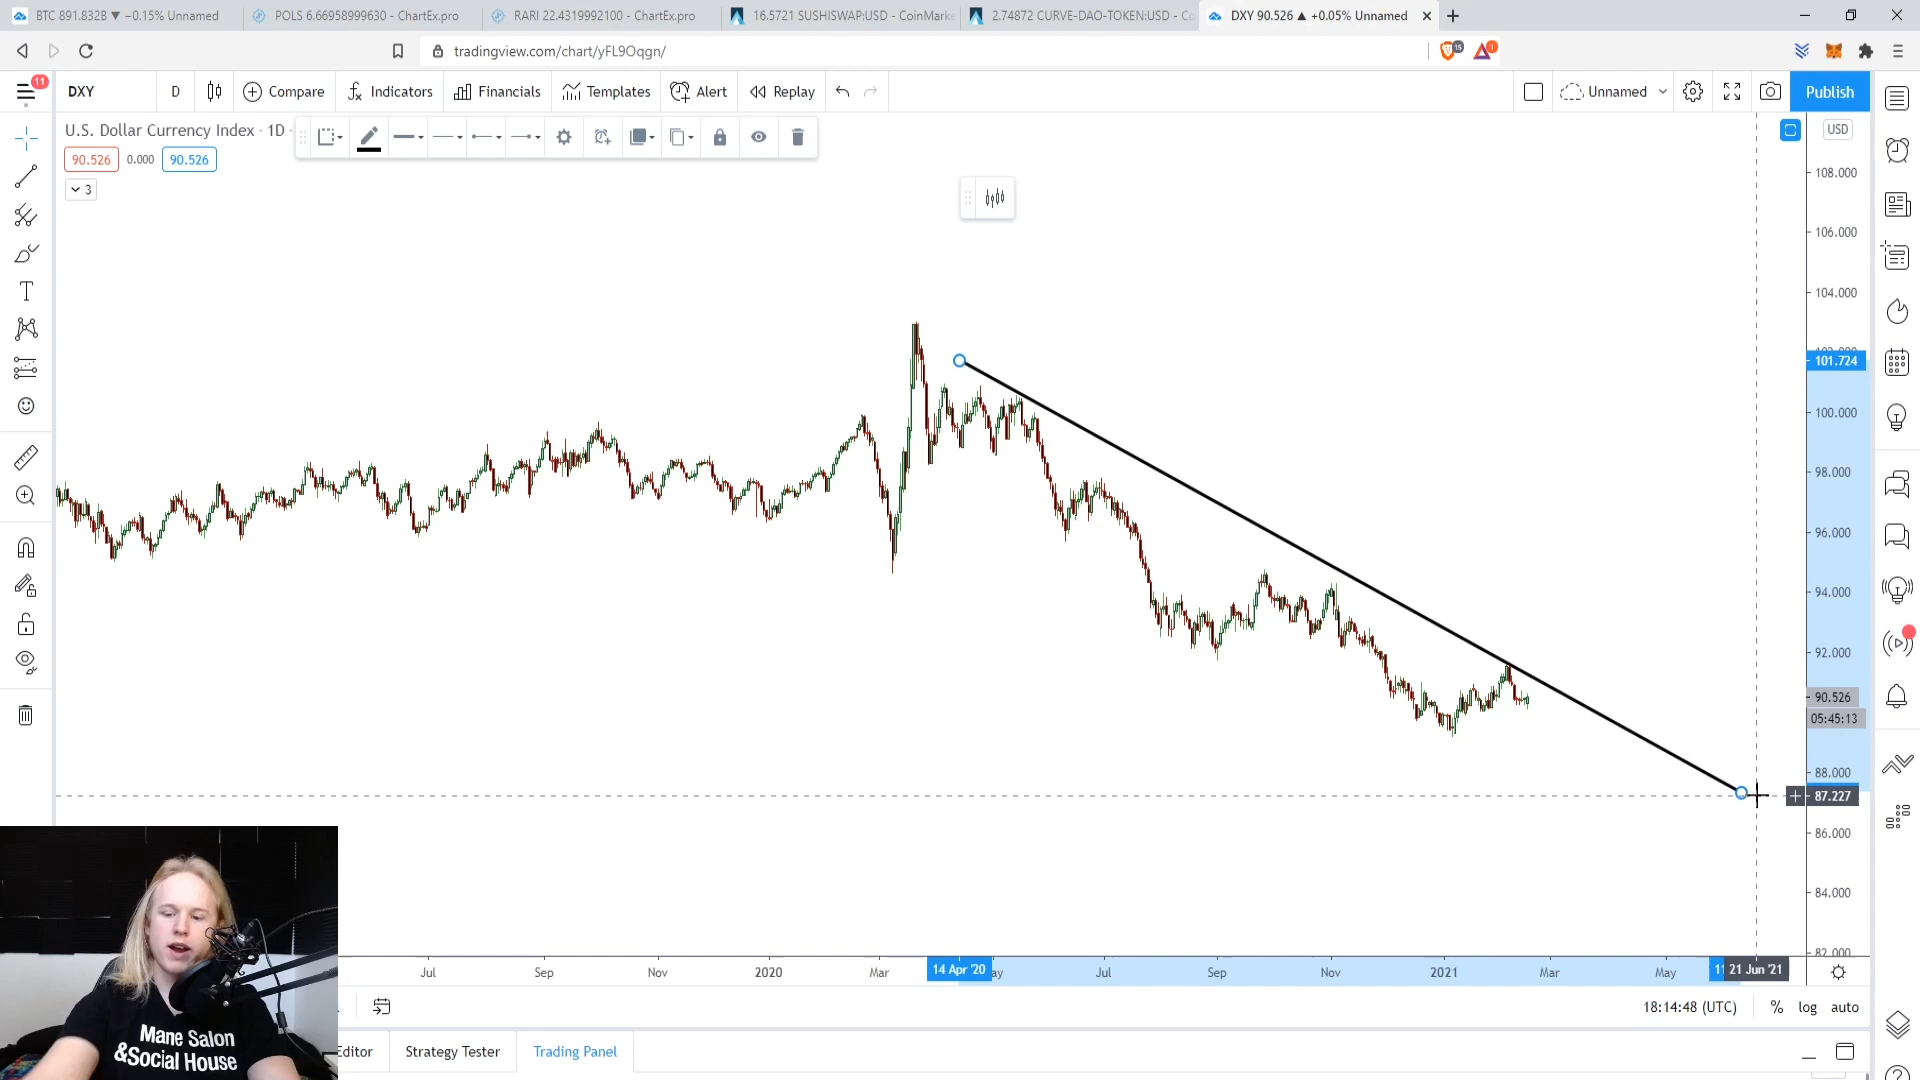 BTC 891.832B ▼ −0.15% Unnamed
POLS 6.66958999630 - ChartEx.pro
RARI 22.4319992100 - ChartEx.pro
16.5721 SUSHISWAP:USD - CoinMarke
2.74872 CURVE-DAO-TOKEN:USD - Co
DXY 90.526 ▲ +0.05% Unnamed
tradingview.com/chart/yFL9Oqgn/
15
1
11
DXY
D
Compare
Indicators
Financials
Templates
Alert
Replay
Unnamed
Publish
U.S. Dollar Currency Index · 1D
USD
90.526
0.000
90.526
3
108.000
106.000
104.000
101.724
100.000
98.000
96.000
94.000
92.000
90.526
05:45:13
88.000
87.227
86.000
84.000
82.000
Jul
Sep
Nov
2020
Mar
14 Apr '20
Jul
Sep
Nov
2021
Mar
May
21 Jun '21
18:14:48 (UTC)
%
log
auto
Editor
Strategy Tester
Trading Panel
Mane Salon
&Social House